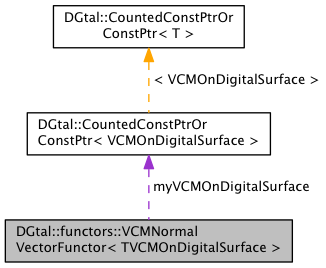 DGtal::CountedConstPtrOr
ConstPtr< T >
< VCMOnDigitalSurface >
DGtal::CountedConstPtrOr
ConstPtr< VCMOnDigitalSurface >
myVCMOnDigitalSurface
DGtal::functors::VCMNormal
VectorFunctor< TVCMOnDigitalSurface >